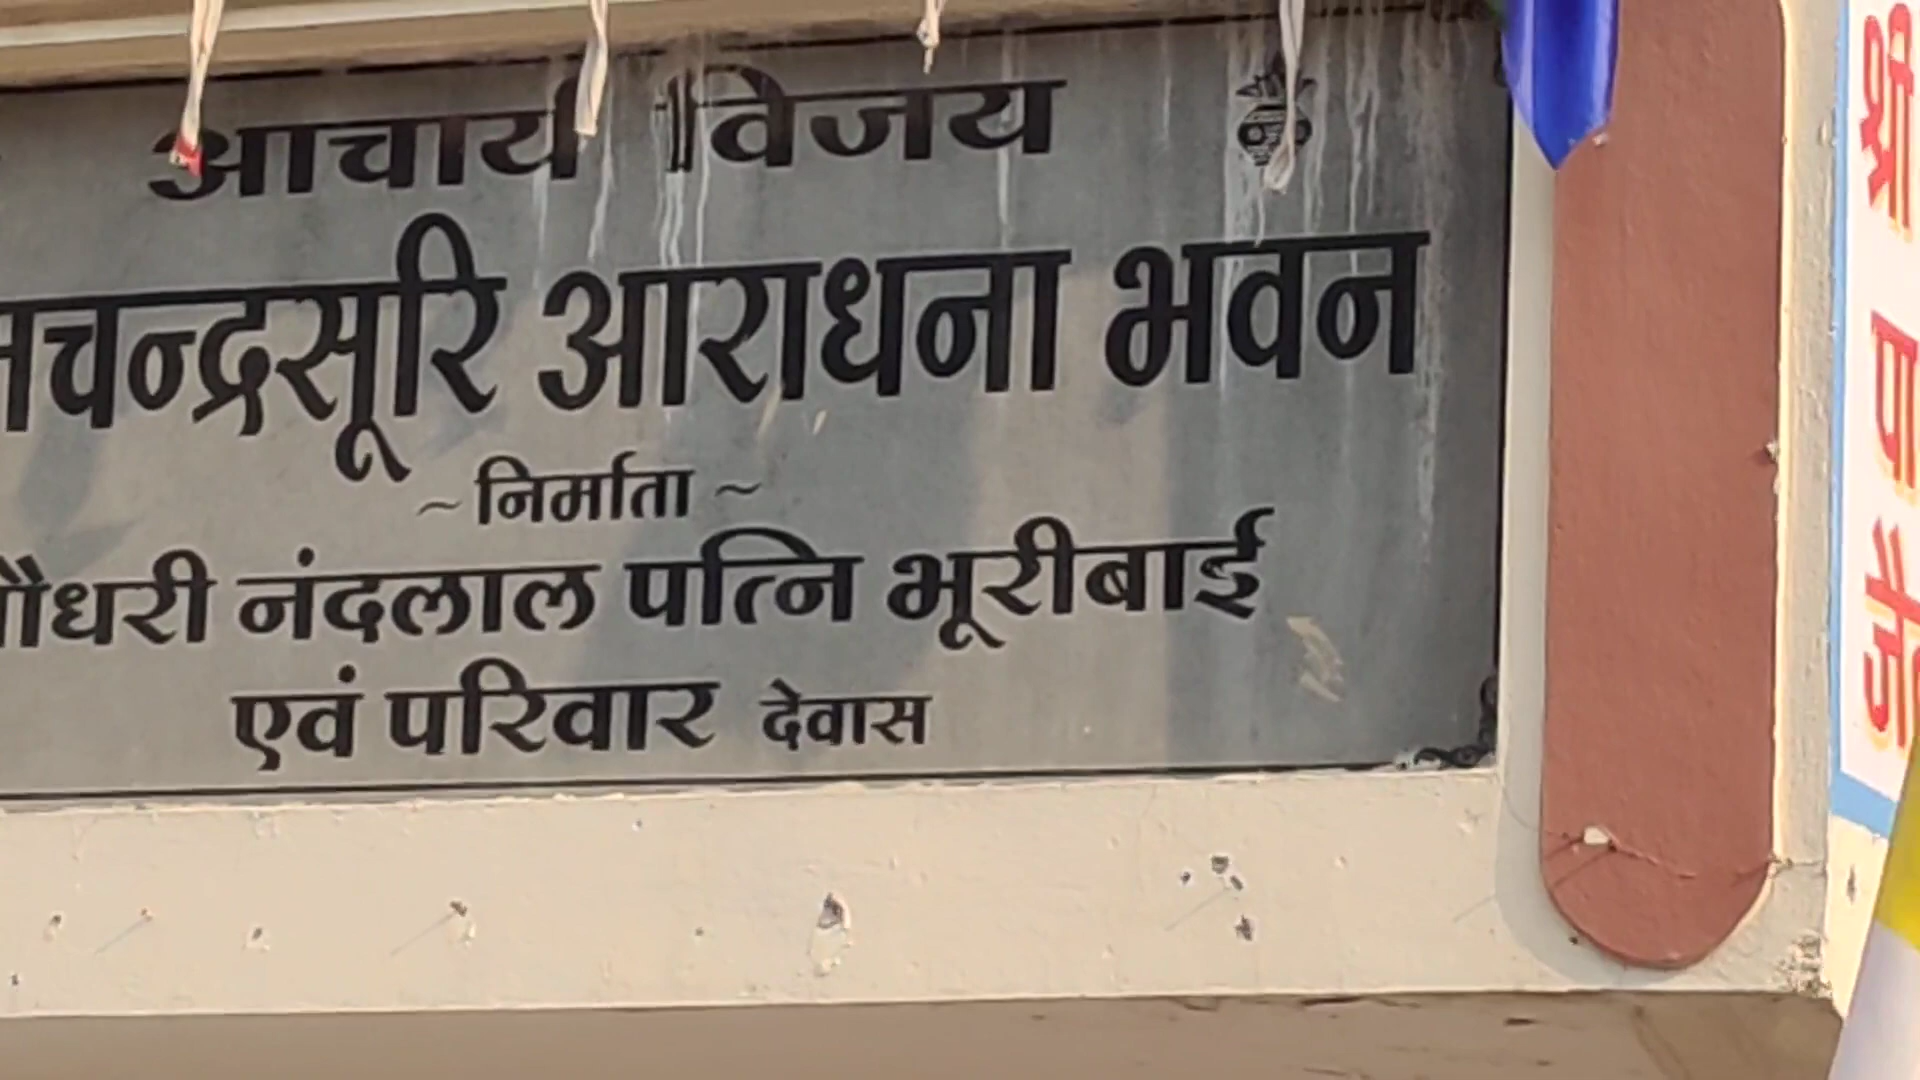 आचार्य विजय
चन्द्रसूरि आराधना भवन
~ निर्माता ~
चौधरी नंदलाल पत्नि भूरीबाई
एवं परिवार देवास
श्री